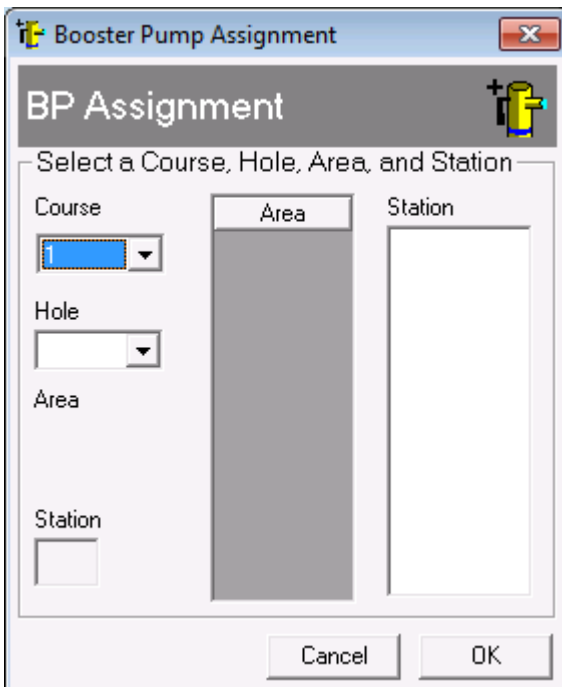 Booster Pump Assignment
BP Assignment
Select a Course, Hole, Area, and Station
Course
1
Hole
Area
Station
Area
Station
Cancel
OK